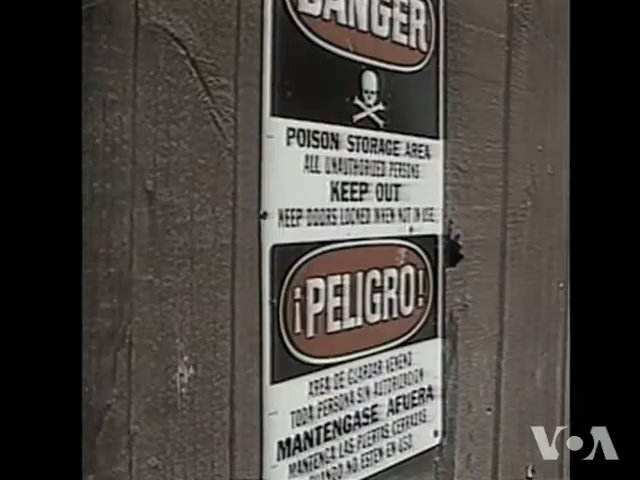 DANGER
POISON STORAGE AREA
ALL UNAUTHORIZED PERSONS
KEEP OUT
KEEP DOORS LOCKED WHEN NOT IN USE
¡PELIGRO!
AREA DE GUARDAR VENENO
TODA PERSONA SIN AUTORIZACION
MANTENGASE AFUERA
MANTENGA LAS PUERTAS CERRADAS
CUANDO NO ESTEN EN USO
VOA